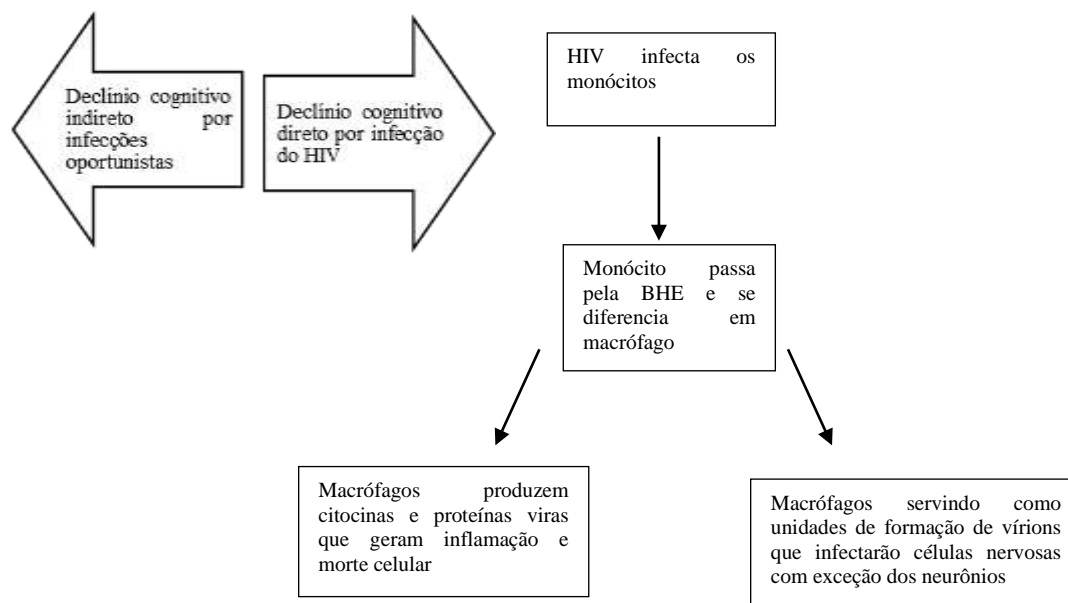 Declínio cognitivo
indireto por
infecções
oportunistas
Declínio cognitivo
direto por infecção
do HIV
HIV infecta os
monócitos
Monócito passa
pela BHE e se
diferencia em
macrófago
Macrófagos produzem
citocinas e proteínas viras
que geram inflamação e
morte celular
Macrófagos servindo como
unidades de formação de vírions
que infectarão células nervosas
com exceção dos neurônios